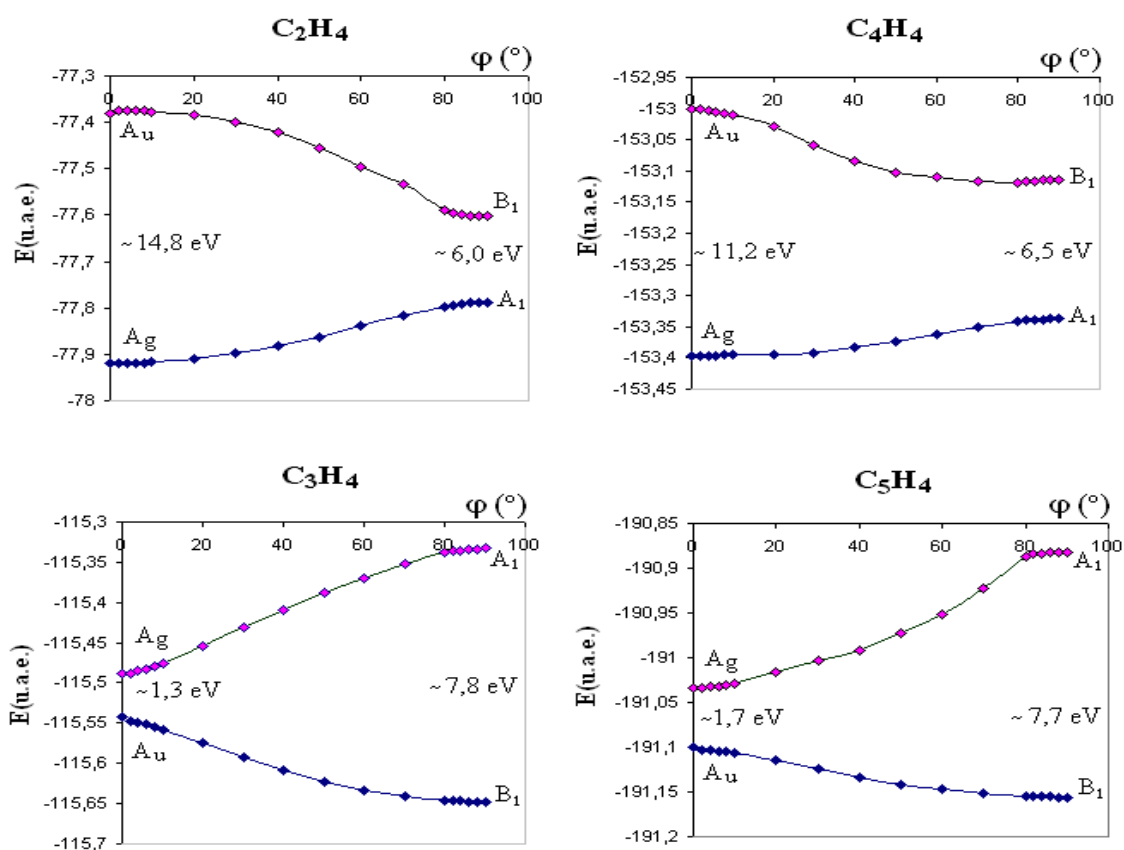 C₂H₄
φ (°)
-77,3
0 20 40 60 80 100
-77,4
-77,5
-77,6
-77,7
-77,8
-77,9
-78
E(u.a.e.)
Aᵤ
B₁
~14,8 eV
~6,0 eV
A₁
A_g
C₄H₄
φ (°)
-152,95
0 20 40 60 80 100
-153
-153,05
-153,1
-153,15
-153,2
-153,25
-153,3
-153,35
-153,4
-153,45
E(u.a.e.)
Aᵤ
B₁
~11,2 eV
~6,5 eV
A₁
A_g
C₃H₄
φ (°)
-115,3
0 20 40 60 80 100
-115,35
-115,4
-115,45
-115,5
-115,55
-115,6
-115,65
-115,7
E(u.a.e.)
A₁
A_g
~1,3 eV
~7,8 eV
Aᵤ
B₁
C₅H₄
φ (°)
-190,85
0 20 40 60 80 100
-190,9
-190,95
-191
-191,05
-191,1
-191,15
-191,2
E(u.a.e.)
A₁
A_g
~1,7 eV
~7,7 eV
Aᵤ
B₁